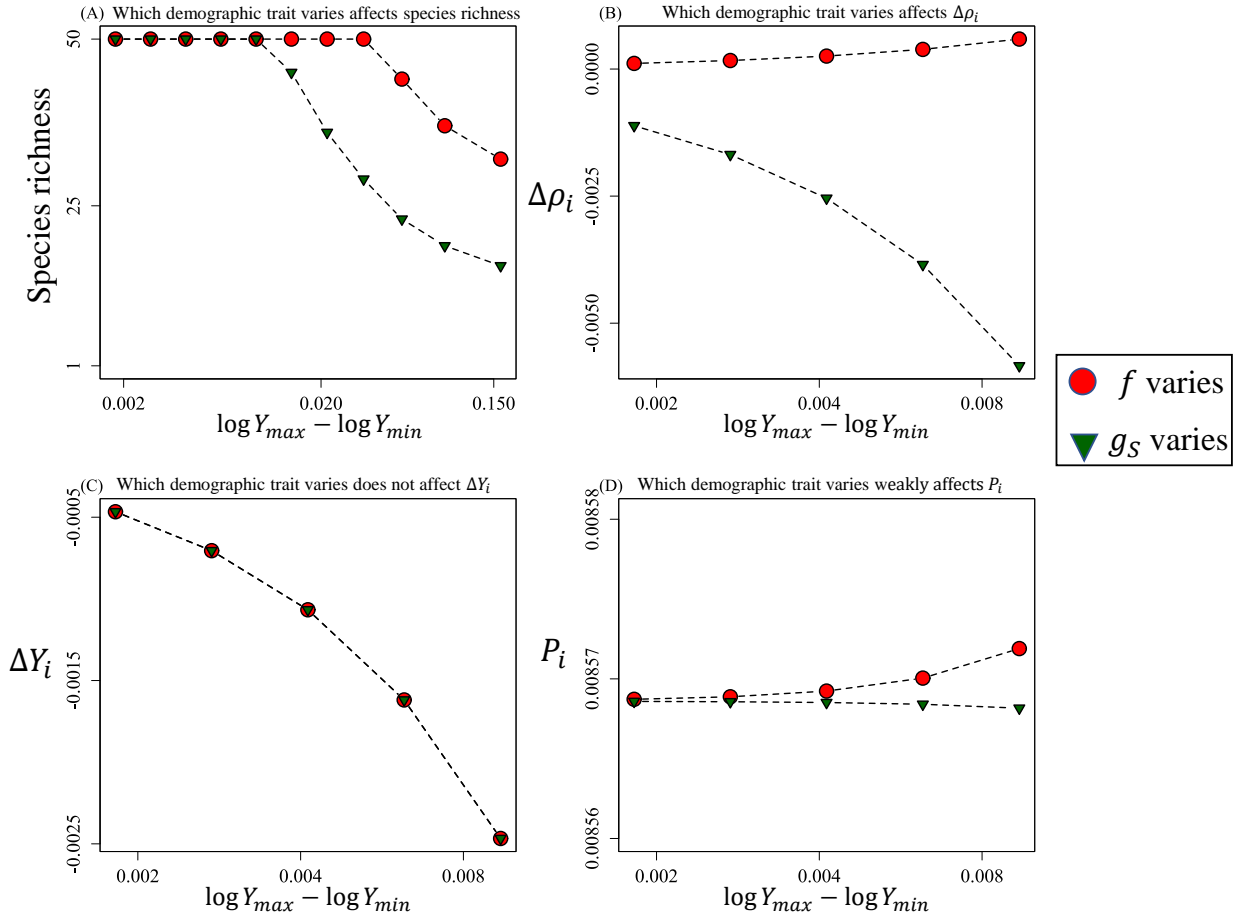 (A) Which demographic trait varies affects species richness
50
25
1
Species richness
0.002 0.020 0.150
log Y_max − log Y_min
(B) Which demographic trait varies affects Δρ_i
0.0000
-0.0025
-0.0050
Δρ_i
0.002 0.004 0.008
log Y_max − log Y_min
f varies
g_S varies
(C) Which demographic trait varies does not affect ΔY_i
-0.0005
-0.0015
-0.0025
ΔY_i
0.002 0.004 0.008
log Y_max − log Y_min
(D) Which demographic trait varies weakly affects P_i
0.00858
0.00857
0.00856
P_i
0.002 0.004 0.008
log Y_max − log Y_min